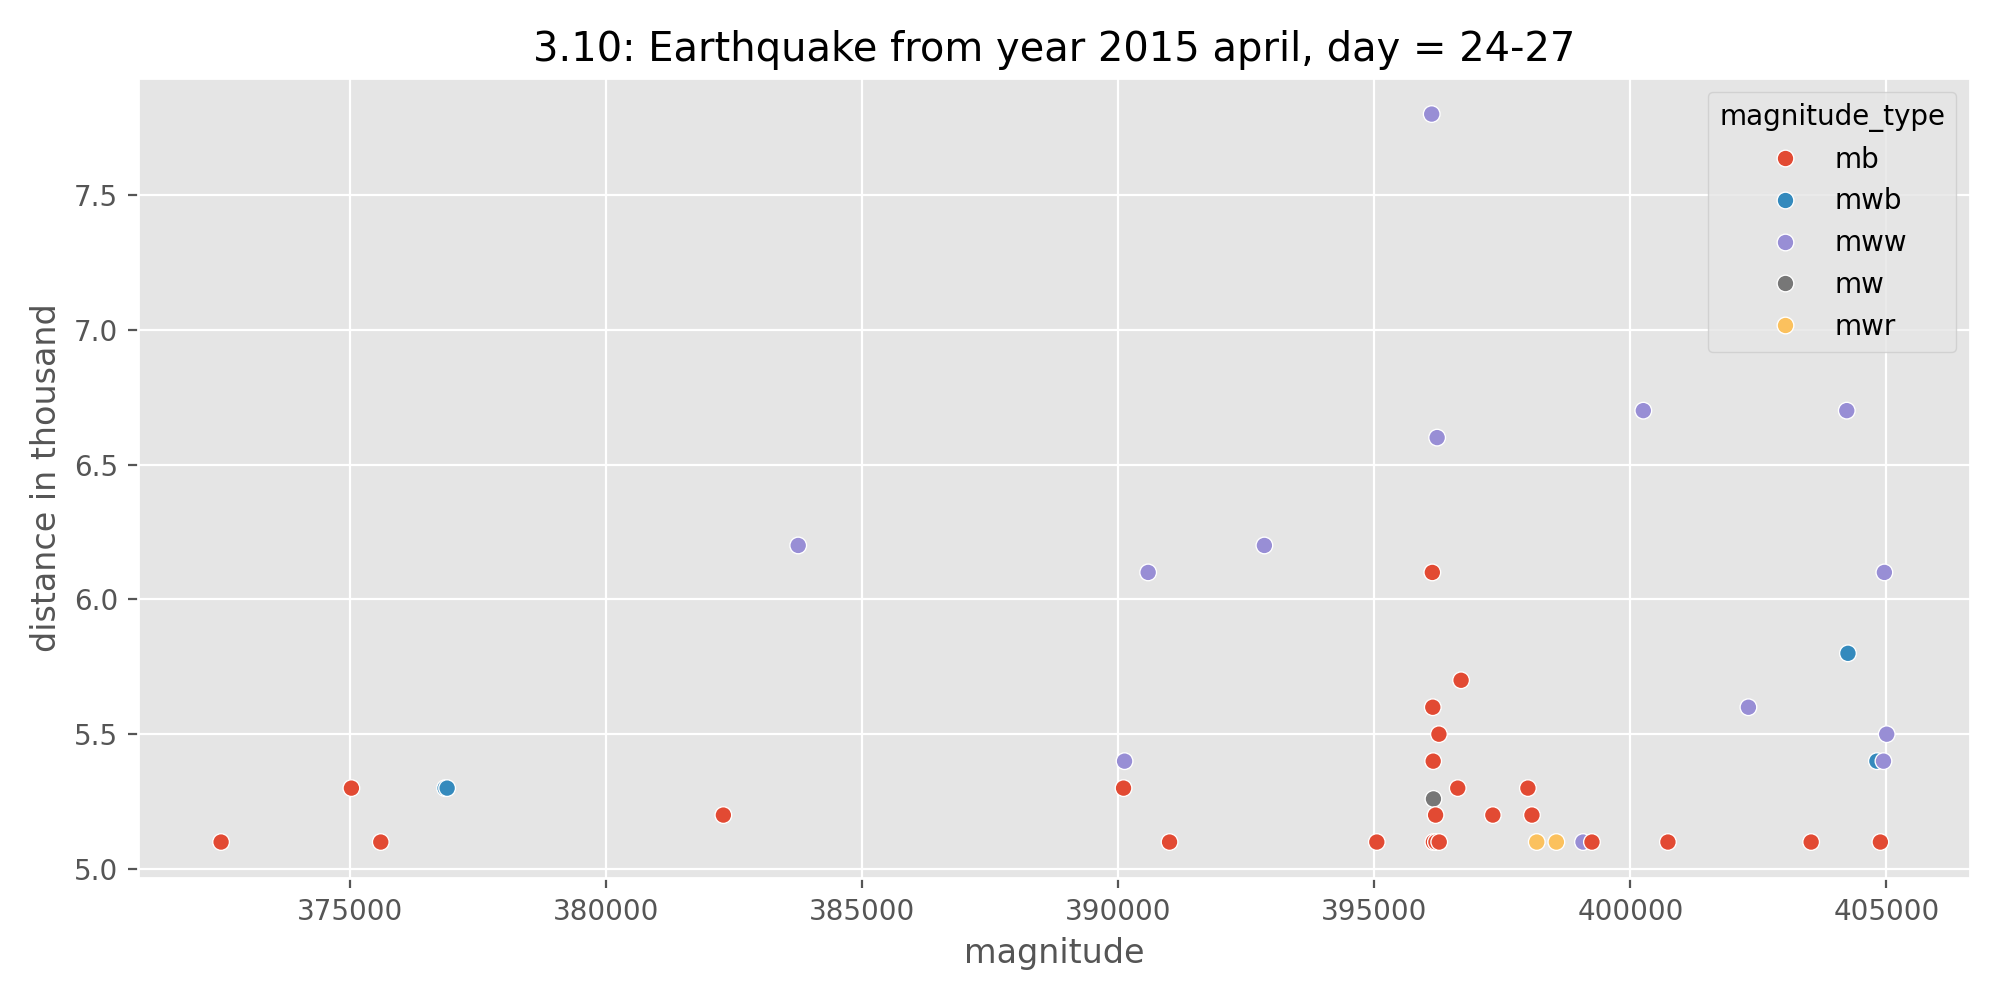 3.10: Earthquake from year 2015 april, day = 24-27
magnitude_type
mb
mwb
mww
mw
mwr
distance in thousand
7.5
7.0
6.5
6.0
5.5
5.0
375000 380000 385000 390000 395000 400000 405000
magnitude